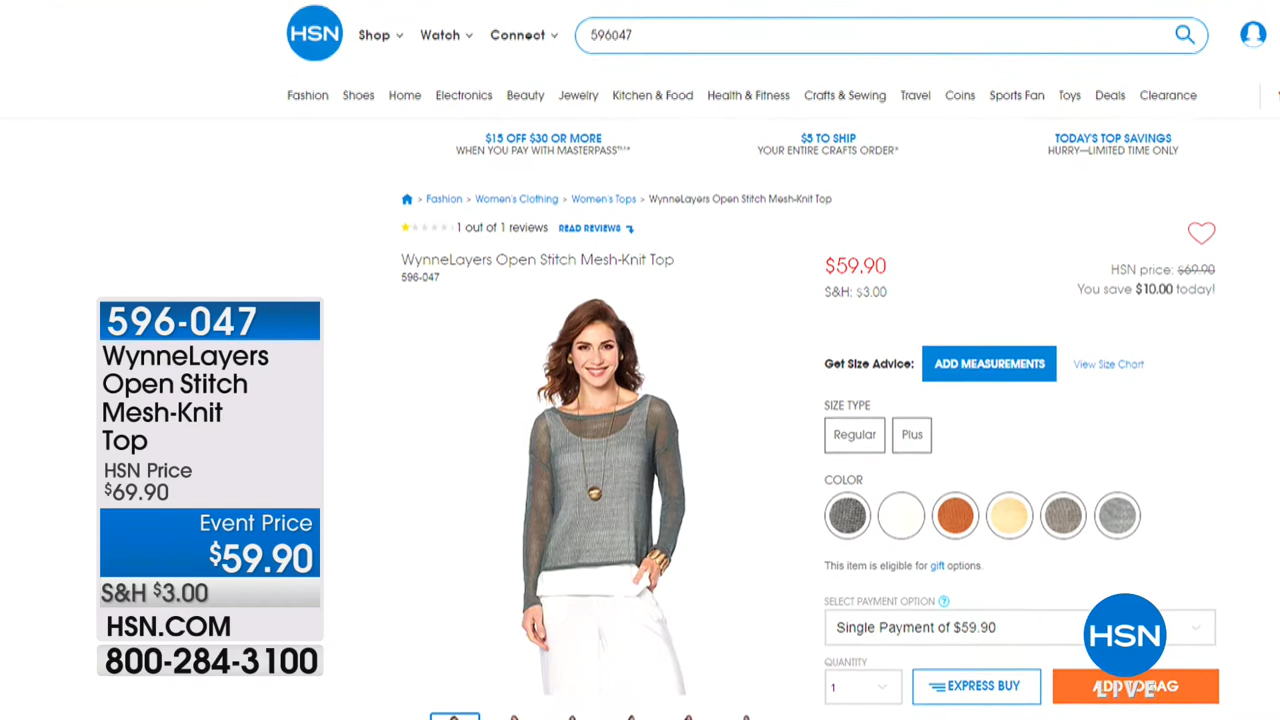 HSN
Shop
Watch
Connect
596047
Fashion Shoes Home Electronics Beauty Jewelry Kitchen & Food Health & Fitness Crafts & Sewing Travel Coins Sports Fan Toys Deals Clearance
$15 OFF $30 OR MORE
WHEN YOU PAY WITH MASTERPASS™*
$5 TO SHIP
YOUR ENTIRE CRAFTS ORDER*
TODAY'S TOP SAVINGS
HURRY—LIMITED TIME ONLY
> Fashion > Women's Clothing > Women's Tops > WynneLayers Open Stitch Mesh-Knit Top
1 out of 1 reviews READ REVIEWS
WynneLayers Open Stitch Mesh-Knit Top
596-047
$59.90
S&H: $3.00
HSN price: $69.90
You save $10.00 today!
Get Size Advice: ADD MEASUREMENTS View Size Chart
SIZE TYPE
Regular Plus
COLOR
This item is eligible for gift options.
SELECT PAYMENT OPTION ?
Single Payment of $59.90
QUANTITY
1
EXPRESS BUY
ADD TO BAG
HSN
LIVE
596-047
WynneLayers
Open Stitch
Mesh-Knit
Top
HSN Price
$69.90
Event Price
$59.90
S&H $3.00
HSN.COM
800-284-3100